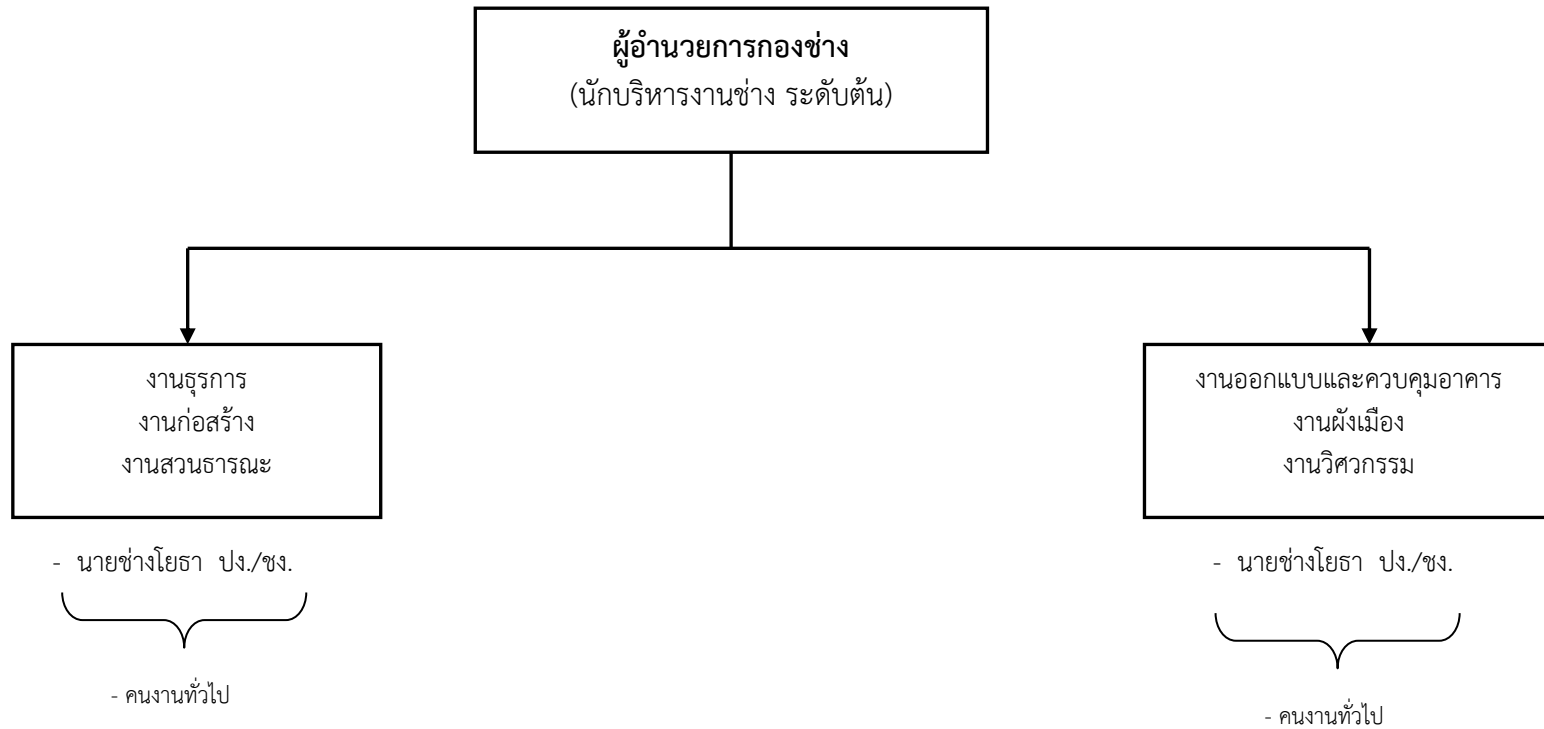 ผู้อำนวยการกองช่าง
(นักบริหารงานช่าง ระดับต้น)
งานธุรการ
งานก่อสร้าง
งานสวนธารณะ
- นายช่างโยธา ปง./ชง.
- คนงานทั่วไป
งานออกแบบและควบคุมอาคาร
งานผังเมือง
งานวิศวกรรม
- นายช่างโยธา ปง./ชง.
- คนงานทั่วไป